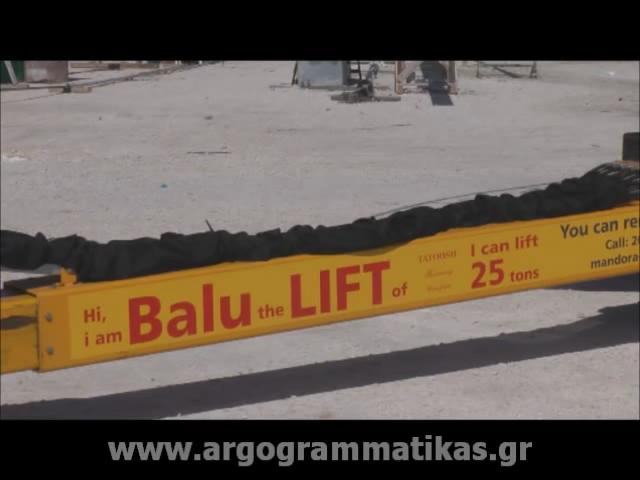 Hi,
i am Balu the LIFT of
TATOOSH
I can lift
25 tons
You can re
Call: 2
mandora
www.argogrammatikas.gr